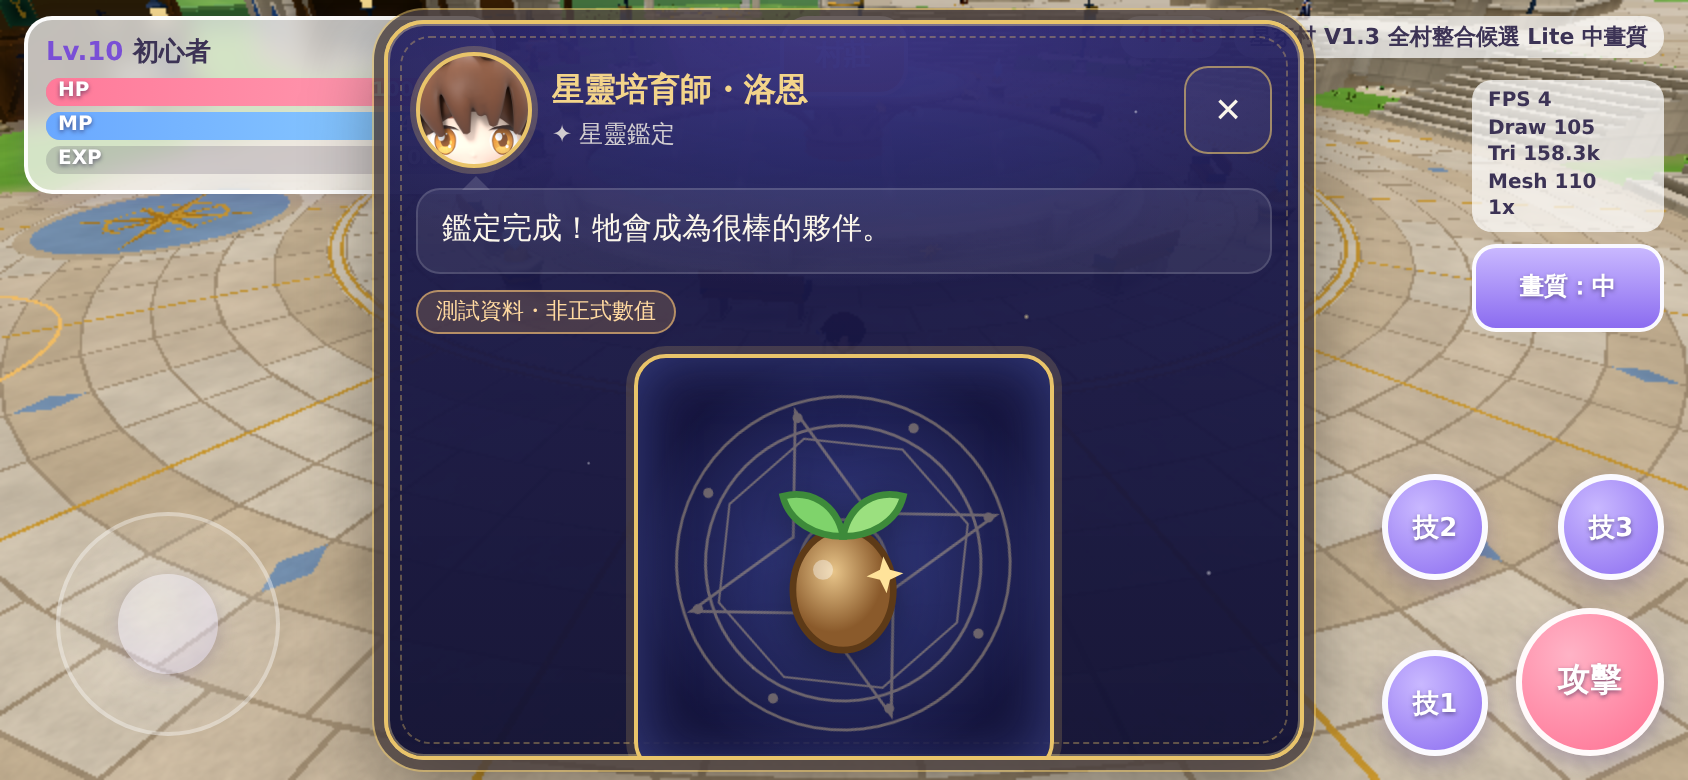 Lv.10 初心者
HP
MP
EXP
星靈培育師・洛恩
✦ 星靈鑑定
×
鑑定完成！牠會成為很棒的夥伴。
測試資料・非正式數值
V1.3 全村整合候選 Lite 中畫質
FPS 4
Draw 105
Tri 158.3k
Mesh 110
1x
畫質：中
技2
技3
技1
攻擊